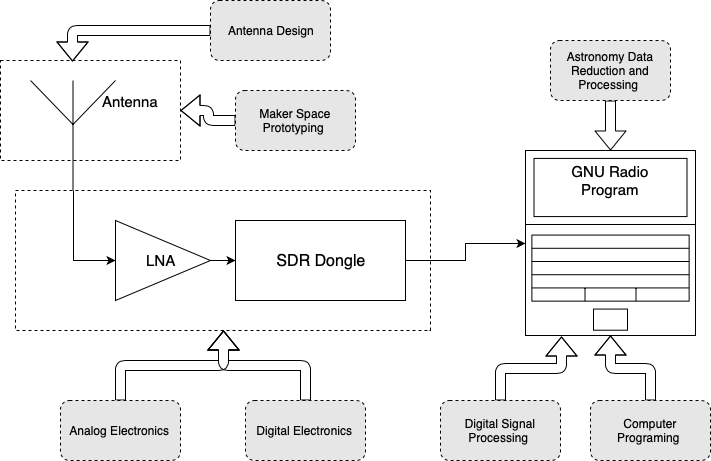 Antenna Design
Astronomy Data
Reduction and
Processing
Antenna
Maker Space
Prototyping
GNU Radio
Program
LNA
SDR Dongle
Analog Electronics
Digital Electronics
Digital Signal
Processing
Computer
Programing